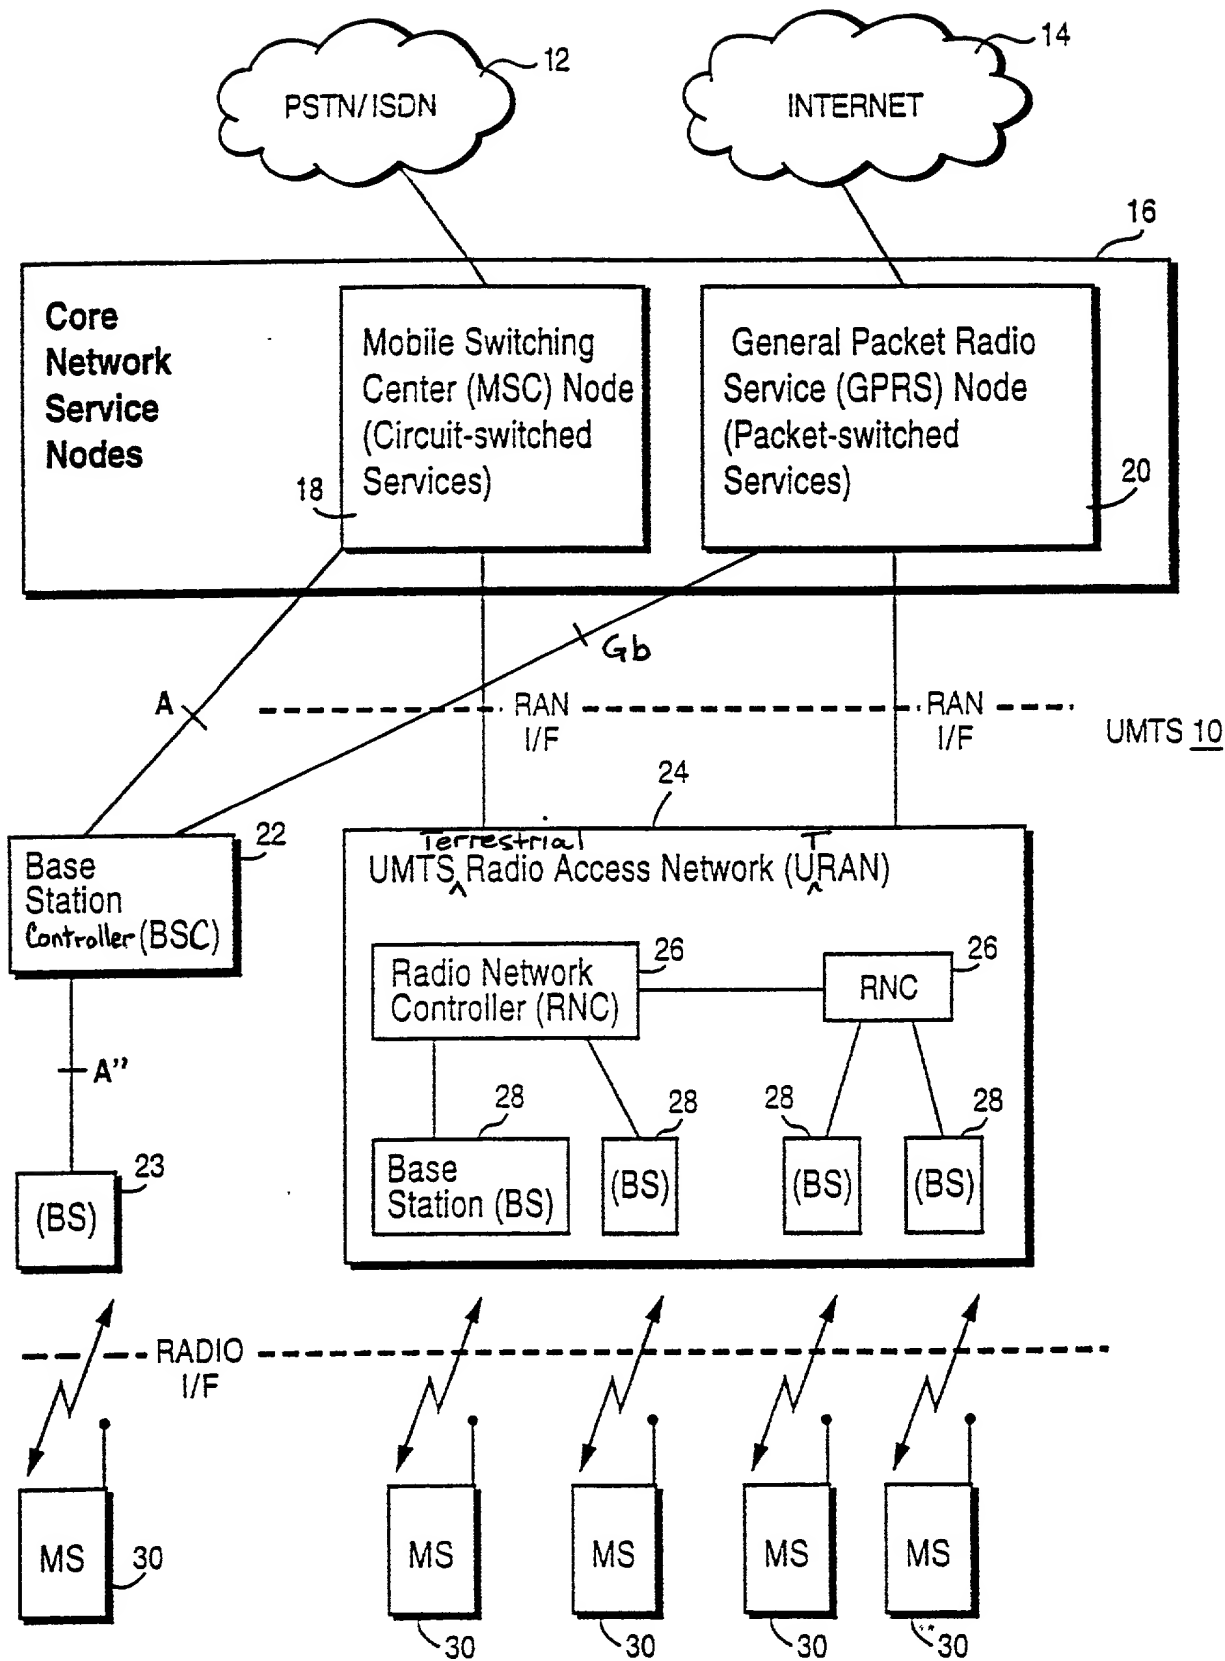 12
14
PSTN/ISDN
INTERNET
16
Core
Network
Service
Nodes
Mobile Switching
Center (MSC) Node
(Circuit-switched
Services)
18
General Packet Radio
Service (GPRS) Node
(Packet-switched
Services)
20
Gb
A
RAN
I/F
RAN
I/F
UMTS 10
24
22
Base
Station
Controller (BSC)
Terrestrial T
UMTS ^ Radio Access Network (U^RAN)
26
Radio Network
Controller (RNC)
26
RNC
A''
28
28
28
28
23
(BS)
Base
Station (BS)
(BS)
(BS)
(BS)
RADIO
I/F
MS
30
MS
MS
MS
MS
30
30
30
30